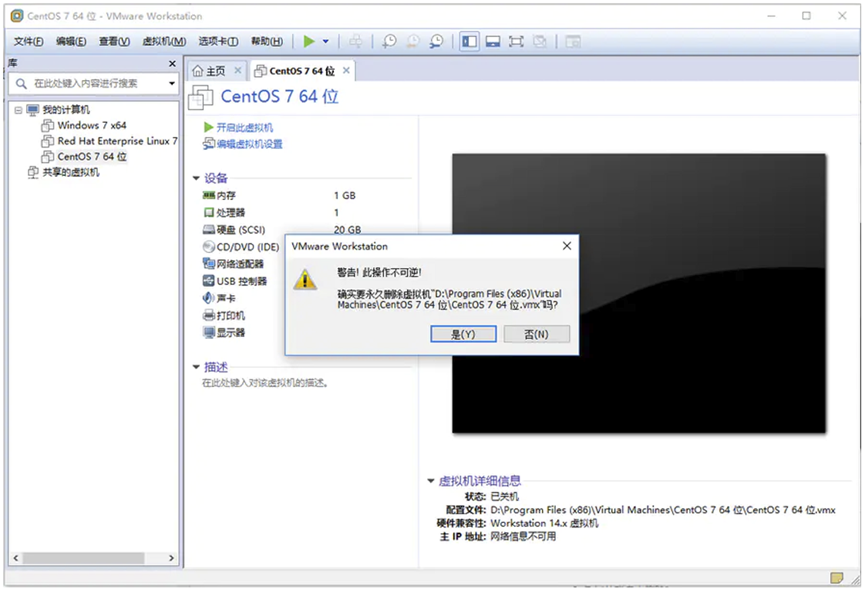 CentOS 7 64 位 - VMware Workstation
文件(F) 编辑(E) 查看(V) 虚拟机(M) 选项卡(T) 帮助(H)
库
在此处键入内容进行搜索
我的计算机
Windows 7 x64
Red Hat Enterprise Linux 7
CentOS 7 64 位
共享的虚拟机
主页 CentOS 7 64 位
CentOS 7 64 位
开启此虚拟机
编辑虚拟机设置
设备
内存 1 GB
处理器 1
硬盘 (SCSI) 20 GB
CD/DVD (IDE)
网络适配器
USB 控制器
声卡
打印机
显示器
描述
在此处键入对该虚拟机的描述。
VMware Workstation
警告! 此操作不可逆!
确实要永久删除虚拟机"D:\Program Files (x86)\Virtual
Machines\CentOS 7 64 位\CentOS 7 64 位.vmx"吗?
是(Y) 否(N)
虚拟机详细信息
状态: 已关机
配置文件: D:\Program Files (x86)\Virtual Machines\CentOS 7 64 位\CentOS 7 64 位.vmx
硬件兼容性: Workstation 14.x 虚拟机
主 IP 地址: 网络信息不可用